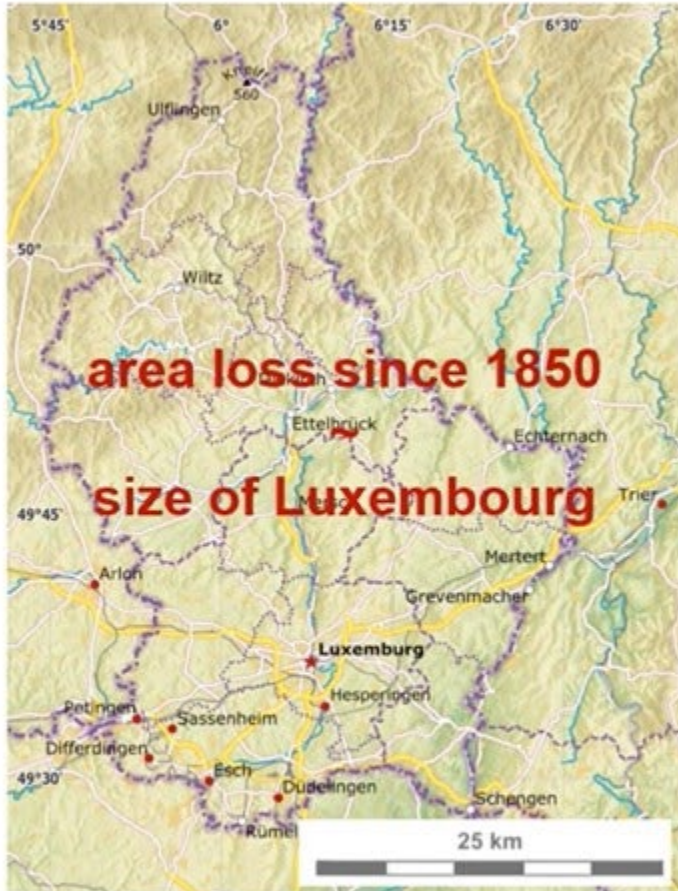 5°45'
6°
6°15'
6°30'
Kneiff
560
Ulflingen
50°
Wiltz
area loss since 1850
Ettelbrück
~
Echternach
size of Luxembourg
Trier
49°45'
Mertert
Arlon
Grevenmacher
Luxemburg
Hesperingen
Petingen
Sassenheim
Differdingen
Esch
49°30'
Düdelingen
Schengen
Rümel
25 km